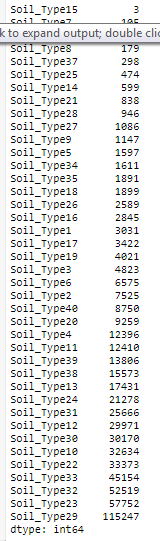 Soil_Type15 3
k to expand output; double clic
Soil_Type8 179
Soil_Type37 298
Soil_Type25 474
Soil_Type14 599
Soil_Type21 838
Soil_Type28 946
Soil_Type27 1086
Soil_Type9 1147
Soil_Type5 1597
Soil_Type34 1611
Soil_Type35 1891
Soil_Type18 1899
Soil_Type26 2589
Soil_Type16 2845
Soil_Type1 3031
Soil_Type17 3422
Soil_Type19 4021
Soil_Type3 4823
Soil_Type6 6575
Soil_Type2 7525
Soil_Type40 8750
Soil_Type20 9259
Soil_Type4 12396
Soil_Type11 12410
Soil_Type39 13806
Soil_Type38 15573
Soil_Type13 17431
Soil_Type24 21278
Soil_Type31 25666
Soil_Type12 29971
Soil_Type30 30170
Soil_Type10 32634
Soil_Type22 33373
Soil_Type33 45154
Soil_Type32 52519
Soil_Type23 57752
Soil_Type29 115247
dtype: int64